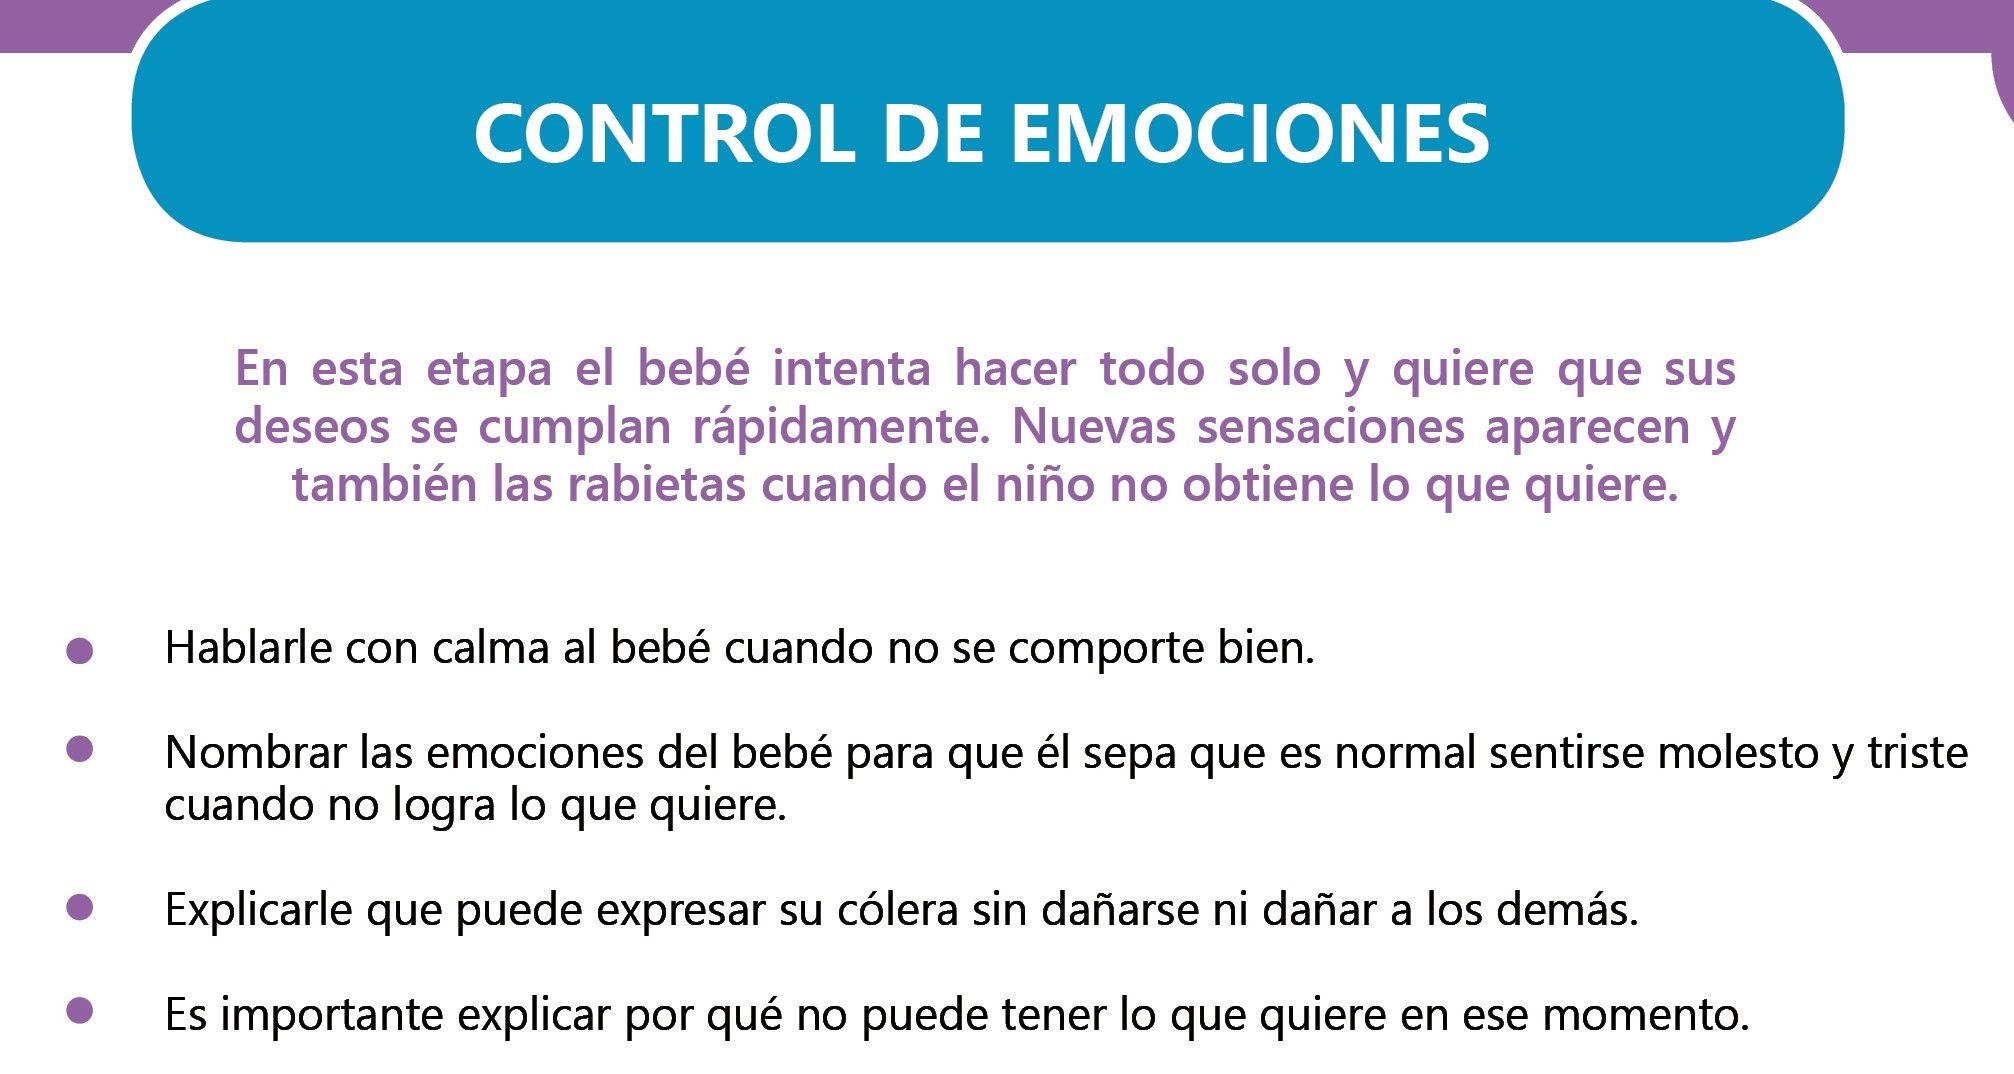 CONTROL DE EMOCIONES
En esta etapa el bebé intenta hacer todo solo y quiere que sus
deseos se cumplan rápidamente. Nuevas sensaciones aparecen y
también las rabietas cuando el niño no obtiene lo que quiere.
Hablarle con calma al bebé cuando no se comporte bien.
Nombrar las emociones del bebé para que él sepa que es normal sentirse molesto y triste
cuando no logra lo que quiere.
Explicarle que puede expresar su cólera sin dañarse ni dañar a los demás.
Es importante explicar por qué no puede tener lo que quiere en ese momento.